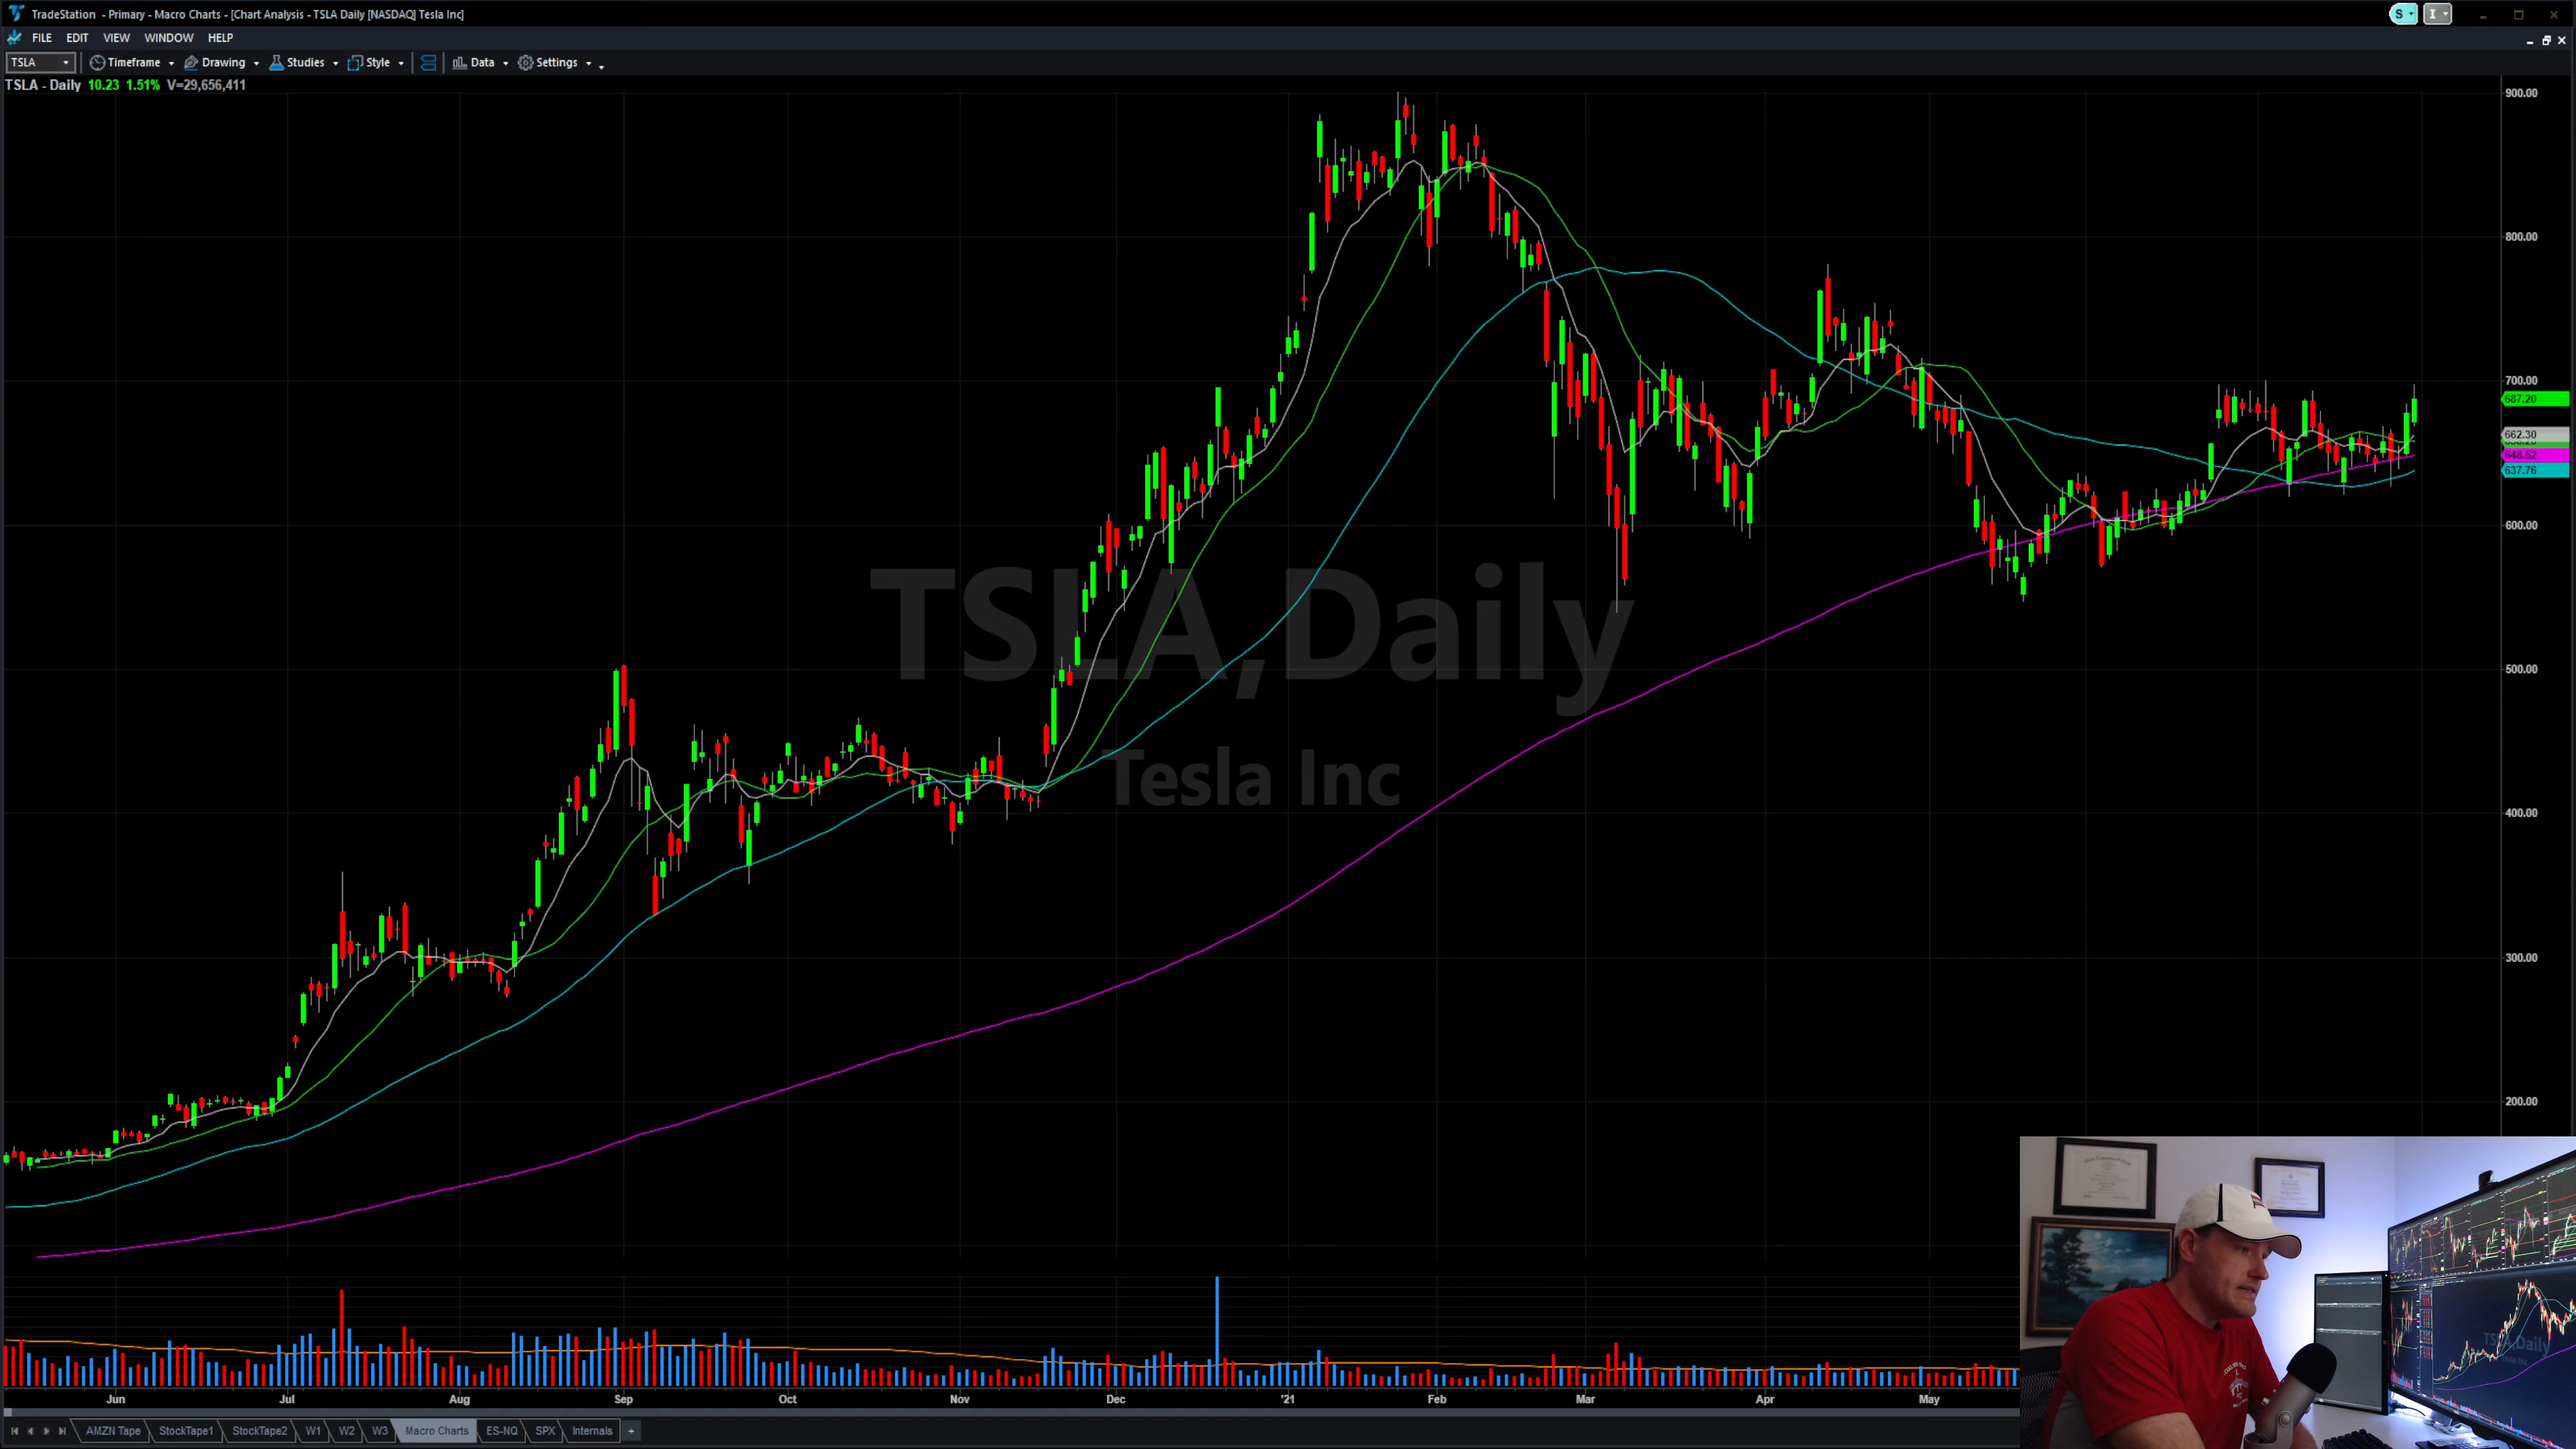 TradeStation - Primary - Macro Charts - [Chart Analysis - TSLA Daily [NASDAQ] Tesla Inc]
S I
FILE EDIT VIEW WINDOW HELP
TSLA Timeframe Drawing Studies Style Data Settings
TSLA - Daily 10.23 1.51% V=29,656,411
900.00
800.00
700.00
687.20
662.30
648.52
637.76
600.00
500.00
400.00
300.00
200.00
TSLA,Daily
Tesla Inc
Jun Jul Aug Sep Oct Nov Dec '21 Feb Mar Apr May
AMZN Tape StockTape1 StockTape2 W1 W2 W3 Macro Charts ES-NQ SPX Internals +
TSLA,Daily